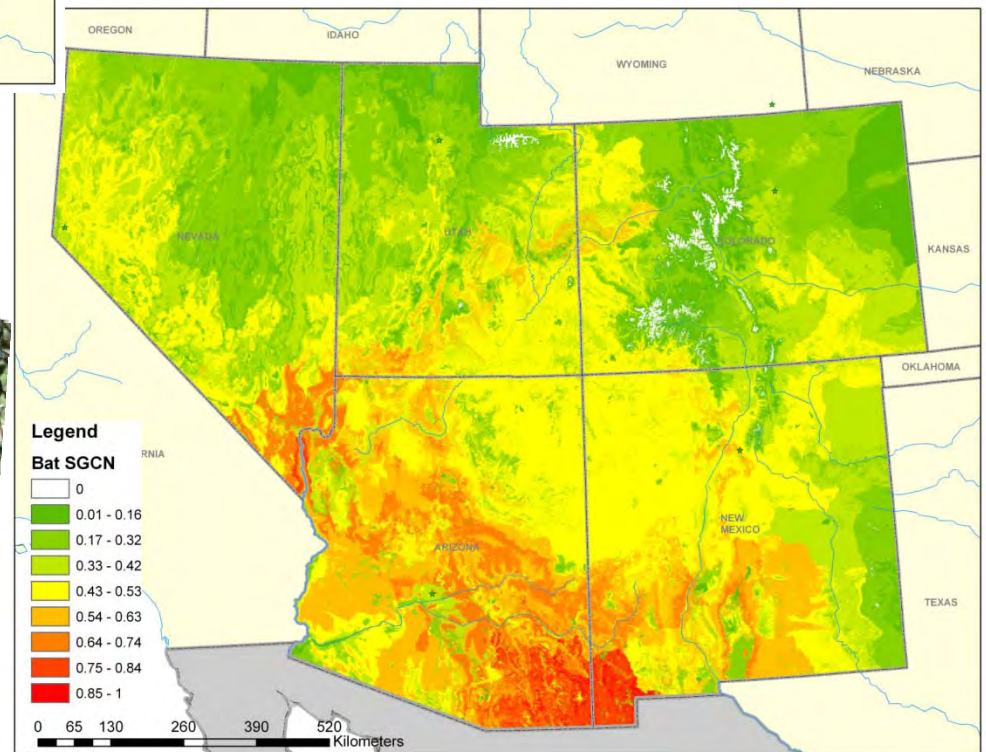 OREGON
IDAHO
WYOMING
NEBRASKA
NEVADA
UTAH
COLORADO
KANSAS
OKLAHOMA
RNIA
ARIZONA
NEW
MEXICO
TEXAS
Legend
Bat SGCN
0
0.01 - 0.16
0.17 - 0.32
0.33 - 0.42
0.43 - 0.53
0.54 - 0.63
0.64 - 0.74
0.75 - 0.84
0.85 - 1
0 65 130 260 390 520
Kilometers